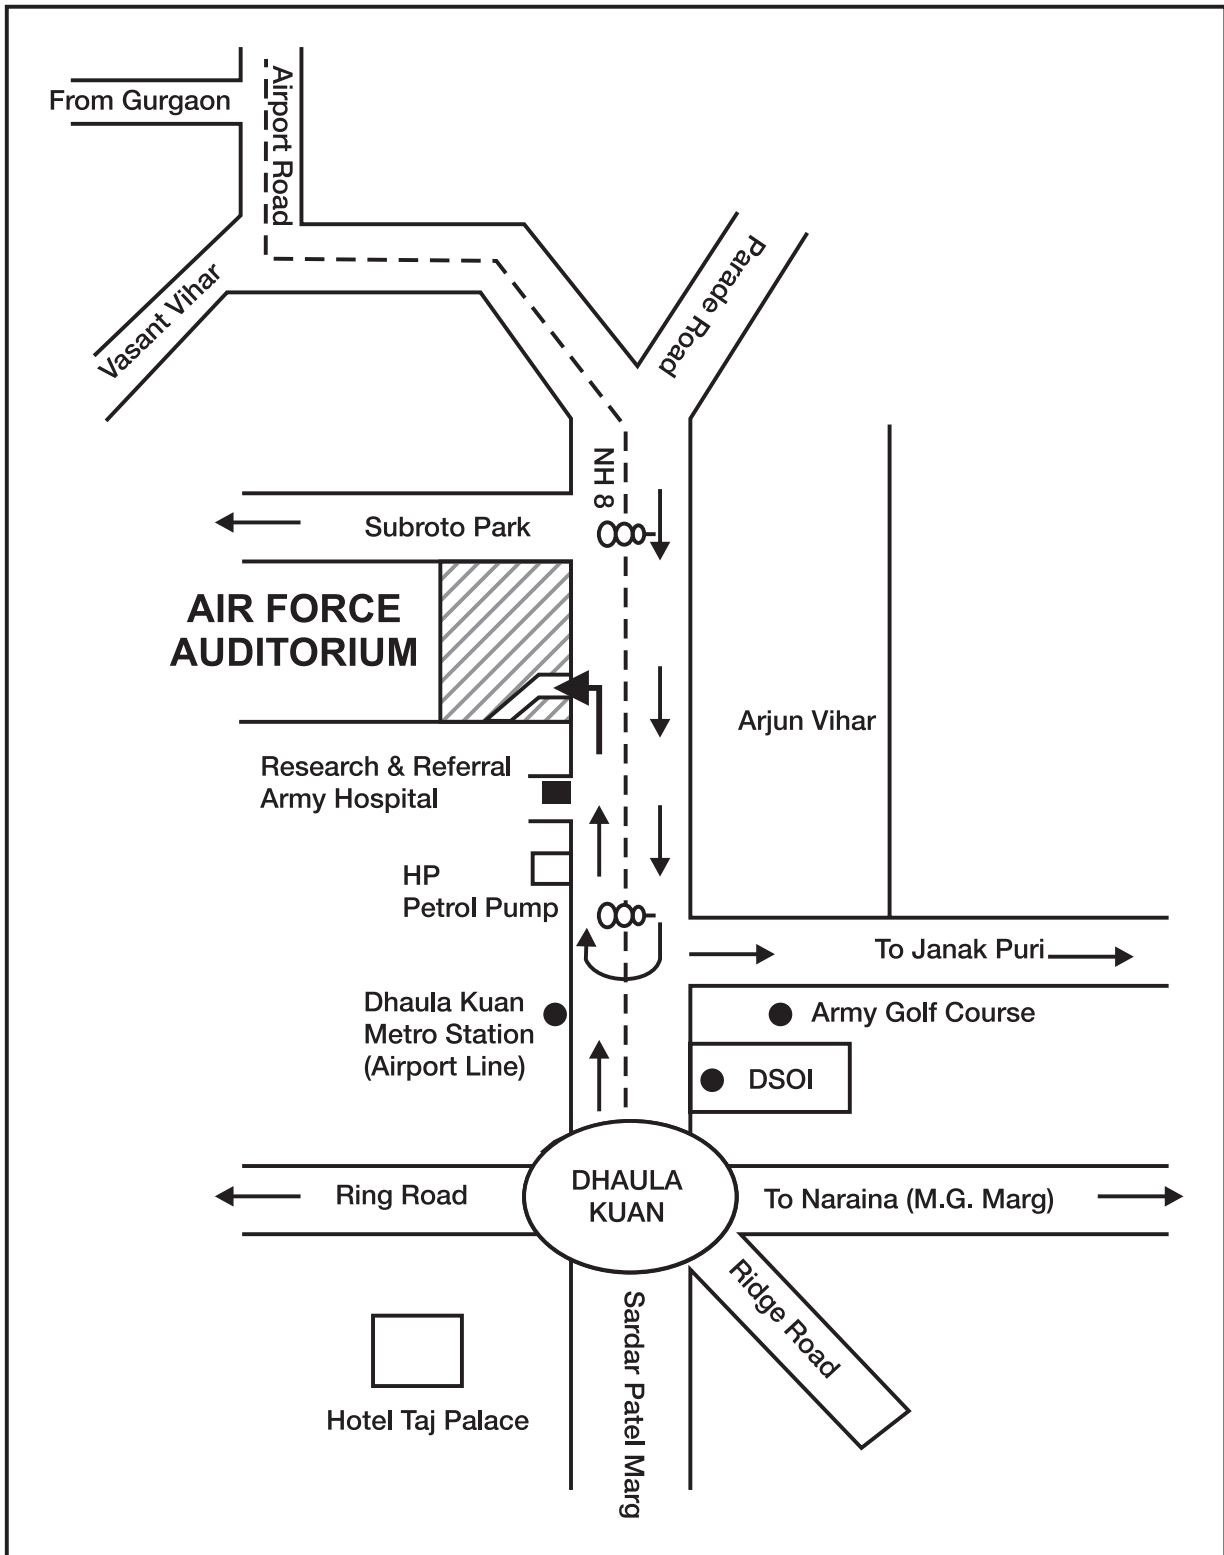 From Gurgaon
Airport Road
Vasant Vihar
Parade Road
NH 8
Subroto Park
AIR FORCE
AUDITORIUM
Arjun Vihar
Research & Referral
Army Hospital
HP
Petrol Pump
To Janak Puri
Dhaula Kuan
Metro Station
(Airport Line)
Army Golf Course
DSOI
DHAULA
KUAN
Ring Road
To Naraina (M.G. Marg)
Ridge Road
Sardar Patel Marg
Hotel Taj Palace